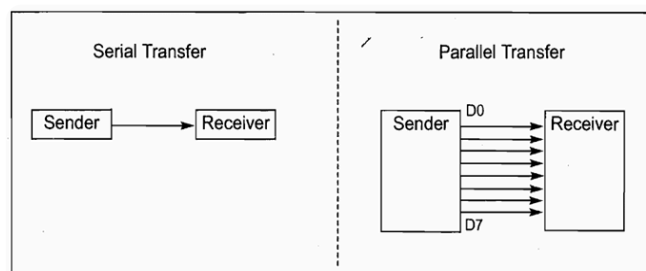 Serial Transfer
Sender
Receiver
Parallel Transfer
D0
Sender
Receiver
D7